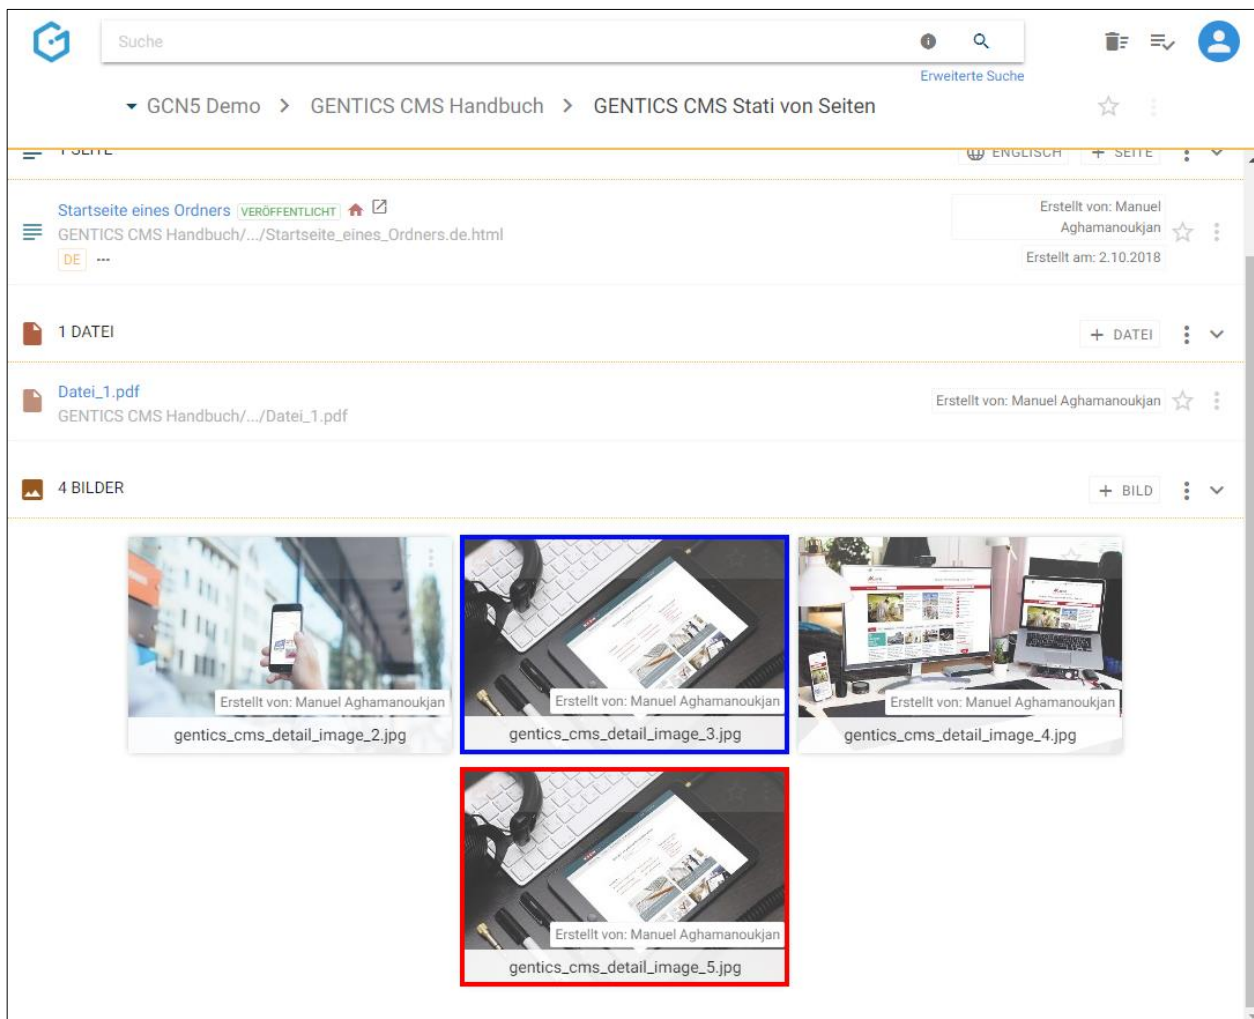 Suche
Erweiterte Suche
GCN5 Demo > GENTICS CMS Handbuch > GENTICS CMS Stati von Seiten
1 SEITE ENGLISCH + SEITE
Startseite eines Ordners VERÖFFENTLICHT
GENTICS CMS Handbuch/.../Startseite_eines_Ordners.de.html
DE ---
Erstellt von: Manuel
Aghamanoukjan
Erstellt am: 2.10.2018
1 DATEI + DATEI
Datei_1.pdf
GENTICS CMS Handbuch/.../Datei_1.pdf
Erstellt von: Manuel Aghamanoukjan
4 BILDER + BILD
Erstellt von: Manuel Aghamanoukjan
gentics_cms_detail_image_2.jpg
Erstellt von: Manuel Aghamanoukjan
gentics_cms_detail_image_3.jpg
Erstellt von: Manuel Aghamanoukjan
gentics_cms_detail_image_4.jpg
Erstellt von: Manuel Aghamanoukjan
gentics_cms_detail_image_5.jpg